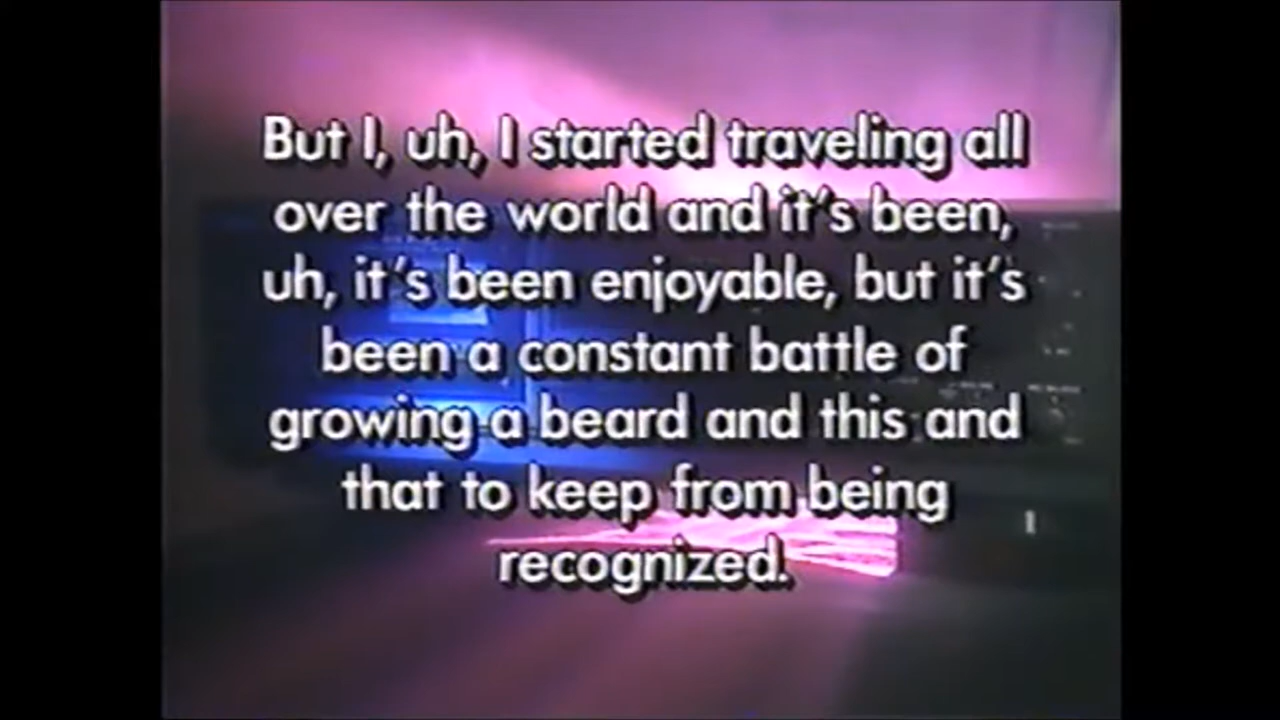 But I, uh, I started traveling all
over the world and it's been,
uh, it's been enjoyable, but it's
been a constant battle of
growing a beard and this and
that to keep from being
recognized.